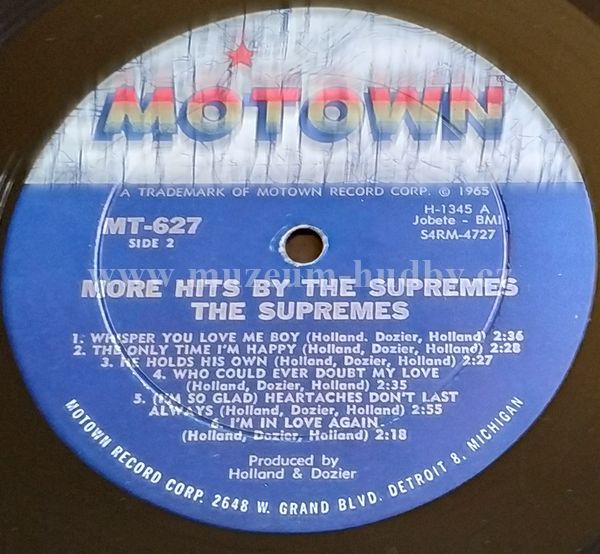 MOTOWN
A TRADEMARK OF MOTOWN RECORD CORP. © 1965
MT-627
SIDE 2
H-1345 A
Jobete - BMI
S4RM-4727
www.muzeum-hudby.cz
MORE HITS BY THE SUPREMES
THE SUPREMES
1. WHISPER YOU LOVE ME BOY (Holland. Dozier, Holland) 2:36
2. THE ONLY TIME I'M HAPPY (Holland, Dozier, Holland) 2:28
3. HE HOLDS HIS OWN (Holland, Dozier, Holland) 2:27
4. WHO COULD EVER DOUBT MY LOVE
(Holland, Dozier, Holland) 2:35
5. (I'M SO GLAD) HEARTACHES DON'T LAST
ALWAYS (Holland, Dozier, Holland) 2:55
6. I'M IN LOVE AGAIN
(Holland, Dozier, Holland) 2:18
Produced by
Holland & Dozier
MOTOWN RECORD CORP. 2648 W. GRAND BLVD. DETROIT 8, MICHIGAN